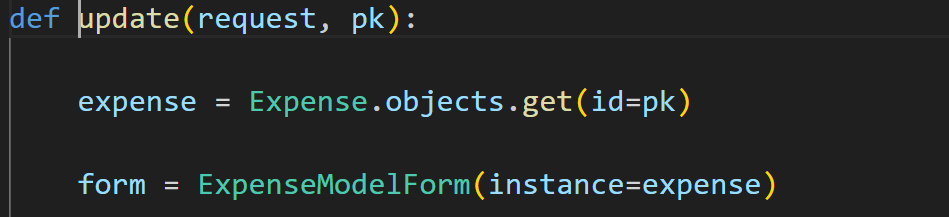 def update(request, pk):
expense = Expense.objects.get(id=pk)
form = ExpenseModelForm(instance=expense)